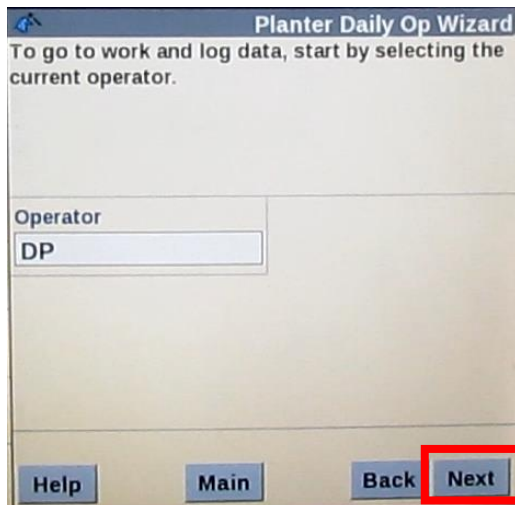 Planter Daily Op Wizard
To go to work and log data, start by selecting the
current operator.
Operator
DP
Help Main Back Next